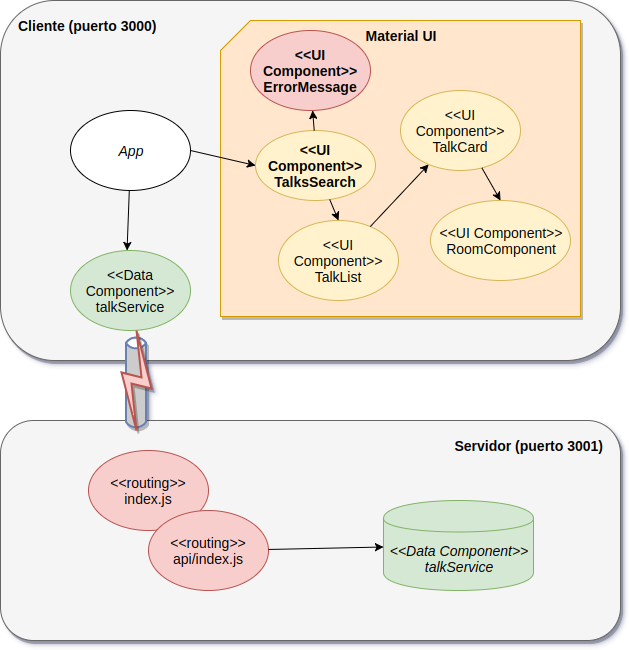 Cliente (puerto 3000)
Material UI
<<UI
Component>>
ErrorMessage
App
<<UI
Component>>
TalksSearch
<<UI
Component>>
TalkCard
<<UI Component>>
RoomComponent
<<UI
Component>>
TalkList
<<Data
Component>>
talkService
Servidor (puerto 3001)
<<routing>>
index.js
<<routing>>
api/index.js
<<Data Component>>
talkService